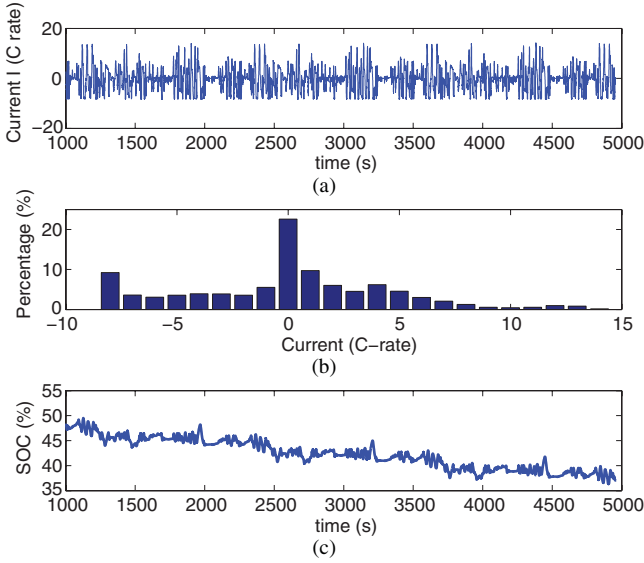 Current I (C rate)
20
0
−20
1000 1500 2000 2500 3000 3500 4000 4500 5000
time (s)
(a)
Percentage (%)
20
10
0
−10 −5 0 5 10 15
Current (C−rate)
(b)
SOC (%)
55
50
45
40
35
1000 1500 2000 2500 3000 3500 4000 4500 5000
time (s)
(c)